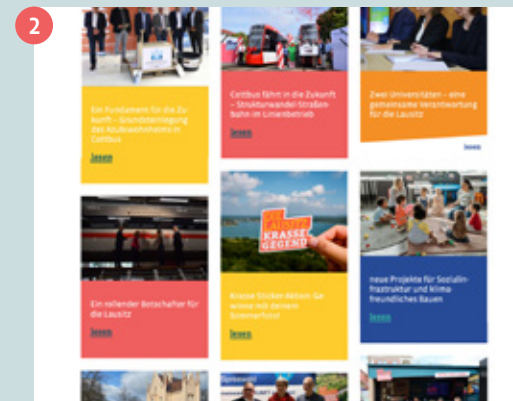 2
Ein Fundament für die Zu-
kunft – Grundsteinlegung
des Azubiwohnheims in
Cottbus
lesen
Cottbus fährt in die Zukunft
– Strukturwandel-Straßen-
bahn im Linienbetrieb
lesen
Zwei Universitäten – eine
gemeinsame Verantwortung
für die Lausitz
lesen
Ein rollender Botschafter für
die Lausitz
lesen
DIE
LAUSITZ
KRASSE
GEGEND
Krasse Sticker-Aktion: Ge-
winne mit deinem
Sommerfoto!
lesen
neue Projekte für Sozialin-
frastruktur und klima-
freundliches Bauen
lesen